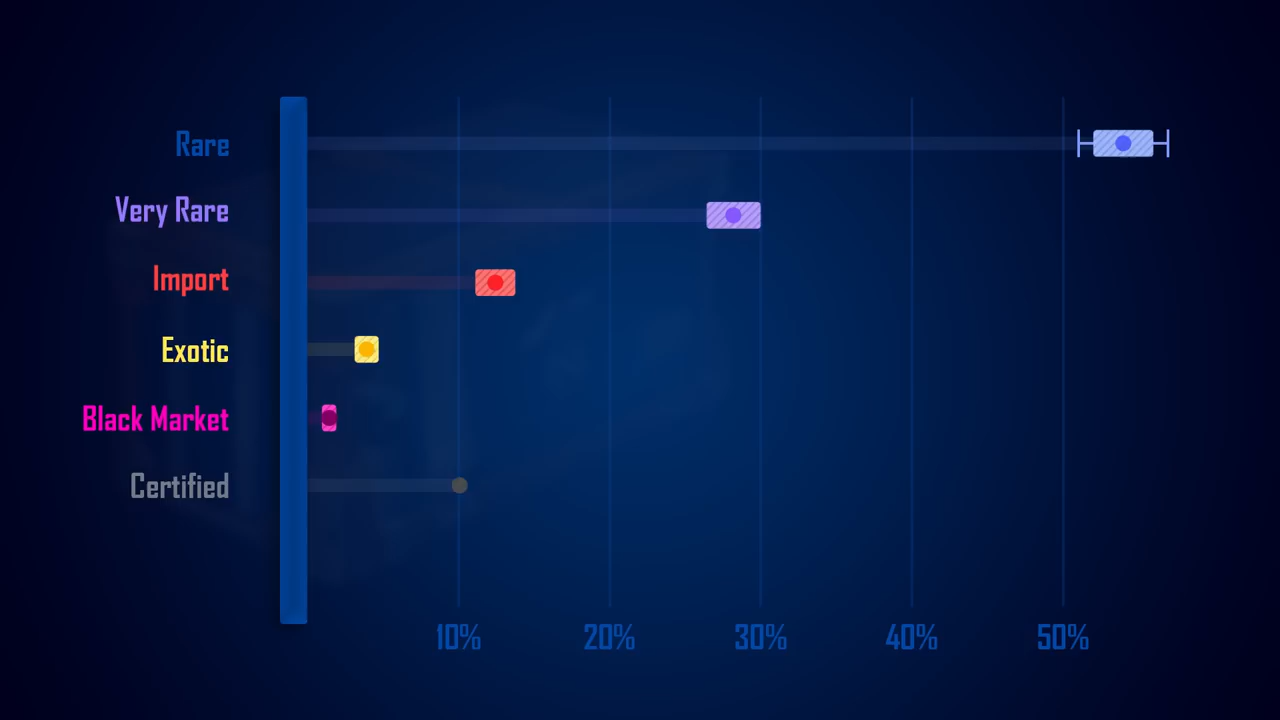 Rare
Very Rare
Import
Exotic
Black Market
Certified
10% 20% 30% 40% 50%